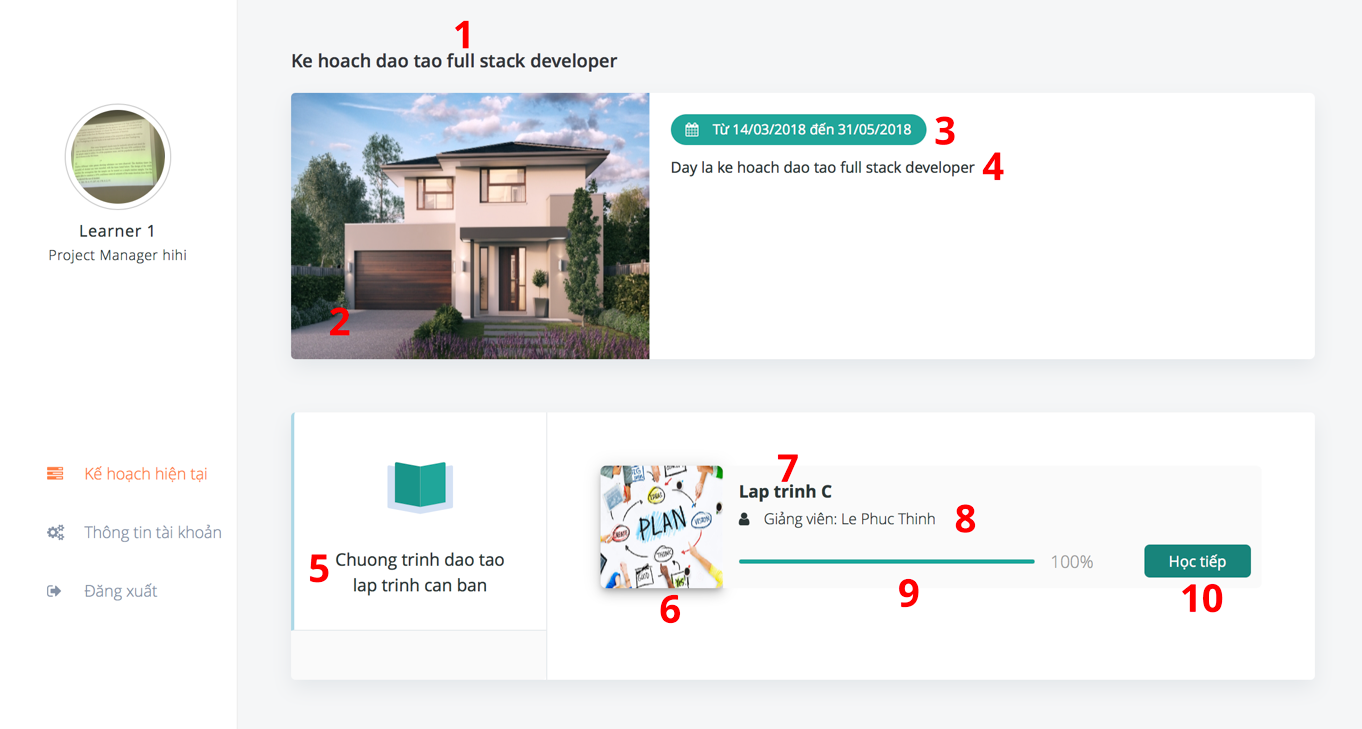 1
Ke hoach dao tao full stack developer
Từ 14/03/2018 đến 31/05/2018
3
Day la ke hoach dao tao full stack developer
4
2
Learner 1
Project Manager hihi
Kế hoạch hiện tại
Thông tin tài khoản
Đăng xuất
5
Chuong trinh dao tao
lap trinh can ban
PLAN
6
7
Lap trinh C
Giảng viên: Le Phuc Thinh
8
100%
9
Học tiếp
10